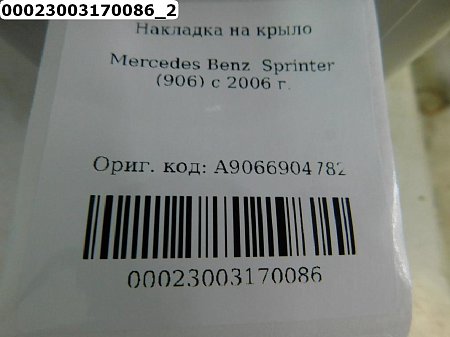 00023003170086_2
Накладка на крыло
Mercedes Benz Sprinter
(906) с 2006 г.
Ориг. код: A9066904782
00023003170086